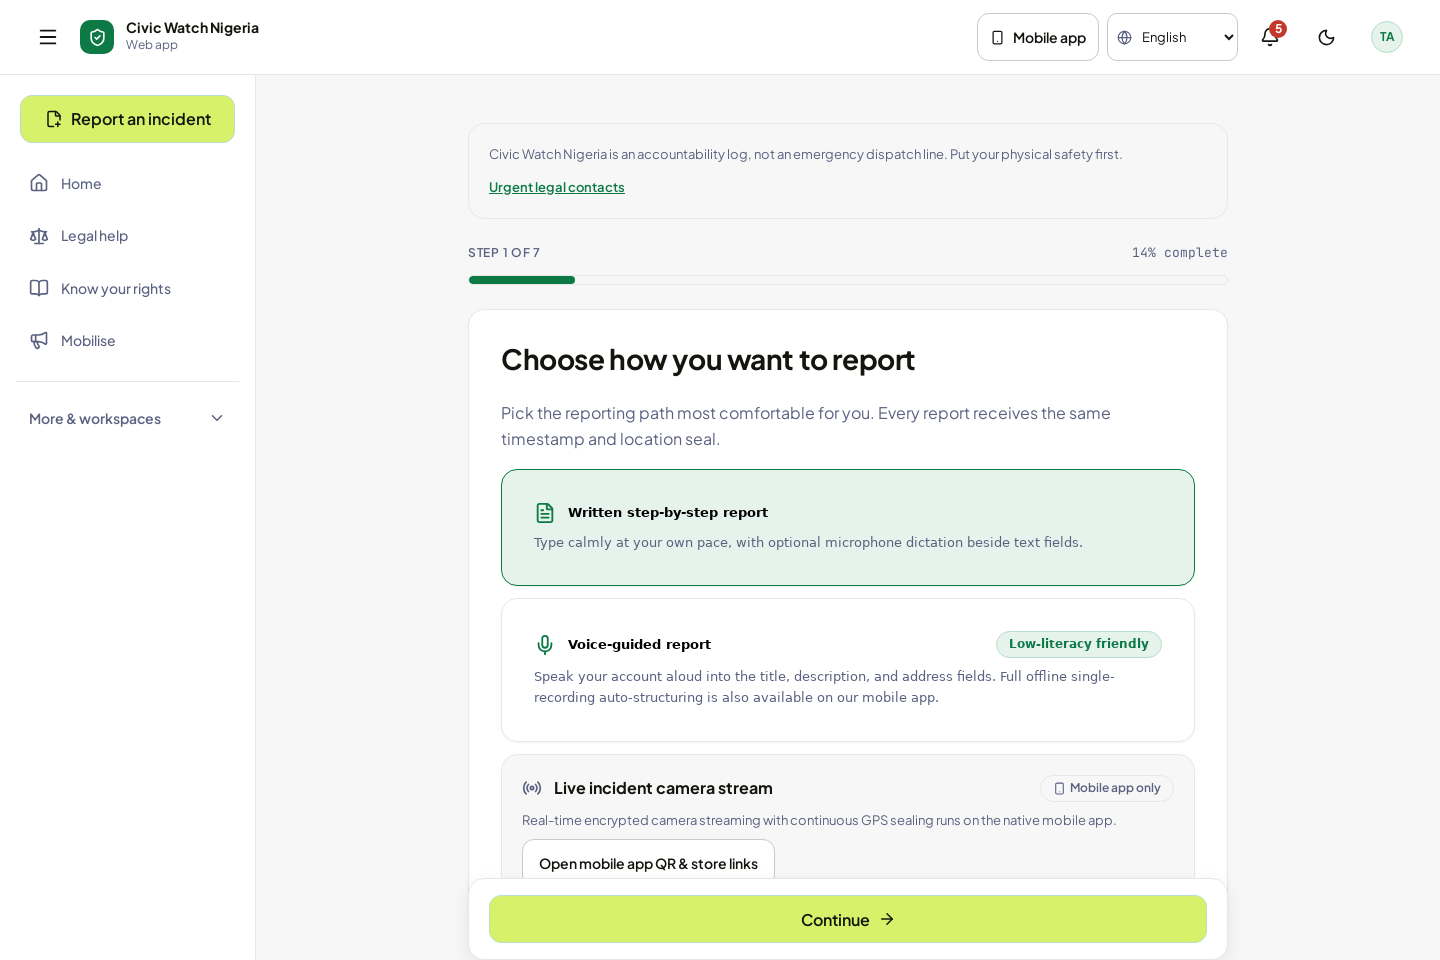 Civic Watch Nigeria
Web app
Mobile app
English
5
TA
Report an incident
Home
Legal help
Know your rights
Mobilise
More & workspaces
Civic Watch Nigeria is an accountability log, not an emergency dispatch line. Put your physical safety first.
Urgent legal contacts
STEP 1 OF 7
14% complete
Choose how you want to report
Pick the reporting path most comfortable for you. Every report receives the same
timestamp and location seal.
Written step-by-step report
Type calmly at your own pace, with optional microphone dictation beside text fields.
Voice-guided report
Low-literacy friendly
Speak your account aloud into the title, description, and address fields. Full offline single-
recording auto-structuring is also available on our mobile app.
Live incident camera stream
Mobile app only
Real-time encrypted camera streaming with continuous GPS sealing runs on the native mobile app.
Open mobile app QR & store links
Continue